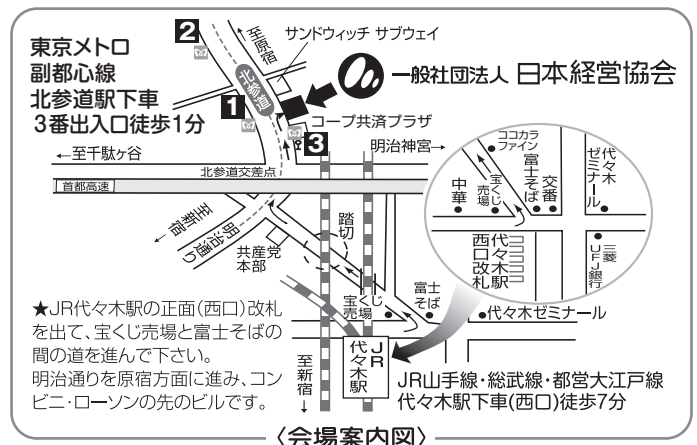 東京メトロ
副都心線
北参道駅下車
3番出入口徒歩1分
2
至原宿
サンドウィッチ サブウェイ
北参道
1
一般社団法人 日本経営協会
コープ共済プラザ
3
←至千駄ヶ谷
明治神宮→
北参道交差点
首都高速
至新宿
明治通り
共産党
本部
踏切
宝くじ
売場
富士
そば
代々木ゼミナール
JR
代々木駅
至新宿
ココカラ
ファイン
中華
宝くじ
売場
富士そば
交番
代々木
ゼミナール
代々木駅
西口改札
三菱
UFJ銀行
★JR代々木駅の正面(西口)改札
を出て、宝くじ売場と富士そばの
間の道を進んで下さい。
明治通りを原宿方面に進み、コン
ビニ・ローソンの先のビルです。
JR山手線・総武線・都営大江戸線
代々木駅下車(西口)徒歩7分
〈会場案内図〉